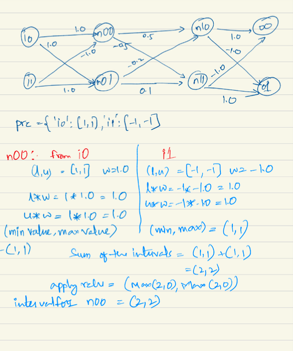 i0 1.0 n00 0.5 n10 1.0 o0
1.0 -1.0 -0.5 -0.2 1.0 -1.0
i1 1.0 n01 0.1 n11 -1.0 1.0 o1
pre = {'i0': [1,1], 'i1': [-1,-1]
n00: from i0 i1
(l,u) = [1,1] w=1.0 (l,u) = [-1,-1] w = -1.0
l*w = 1*1.0 = 1.0 l*w = -1*-1.0 = 1.0
u*w = 1*1.0 = 1.0 u*w = -1*-1.0 = 1.0
(min value, max value) (min, max) = (1,1)
=(1,1)
Sum of the intervals = (1,1) + (1,1)
= (2,2)
apply relu = (max(2,0), max(2,0))
interval for n00 = (2,2)